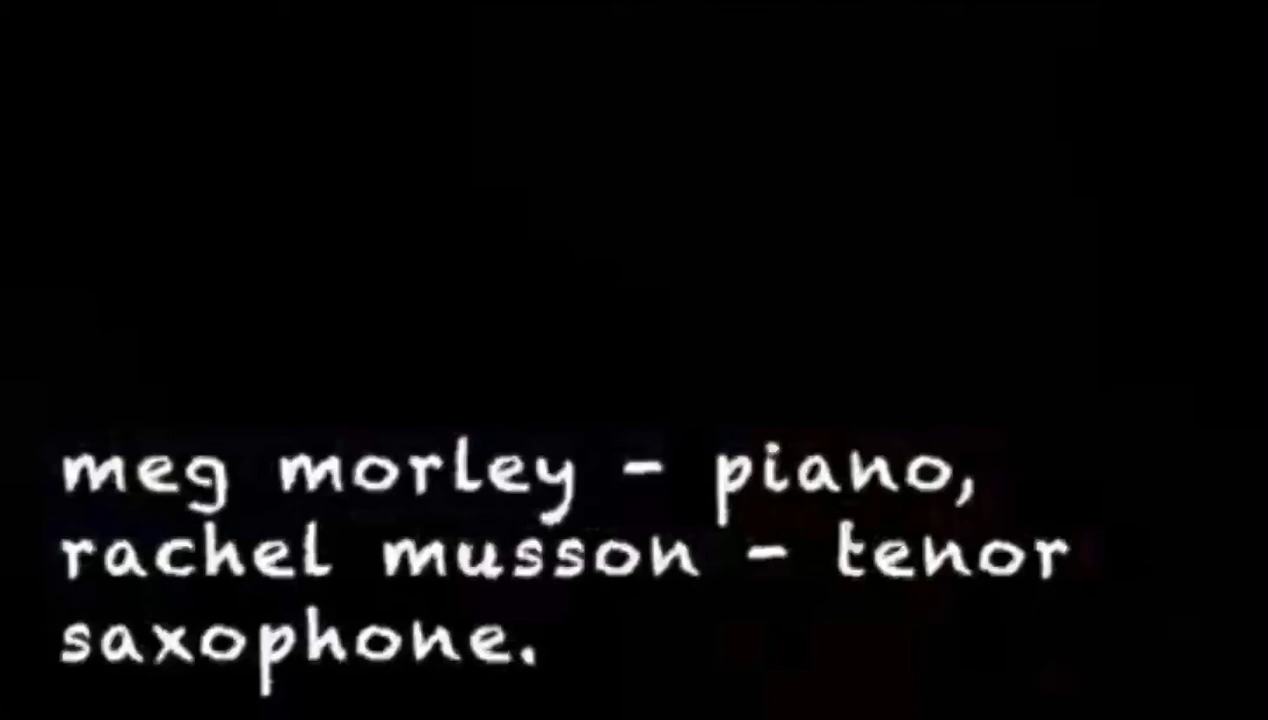 meg morley - piano,
rachel musson - tenor
saxophone.